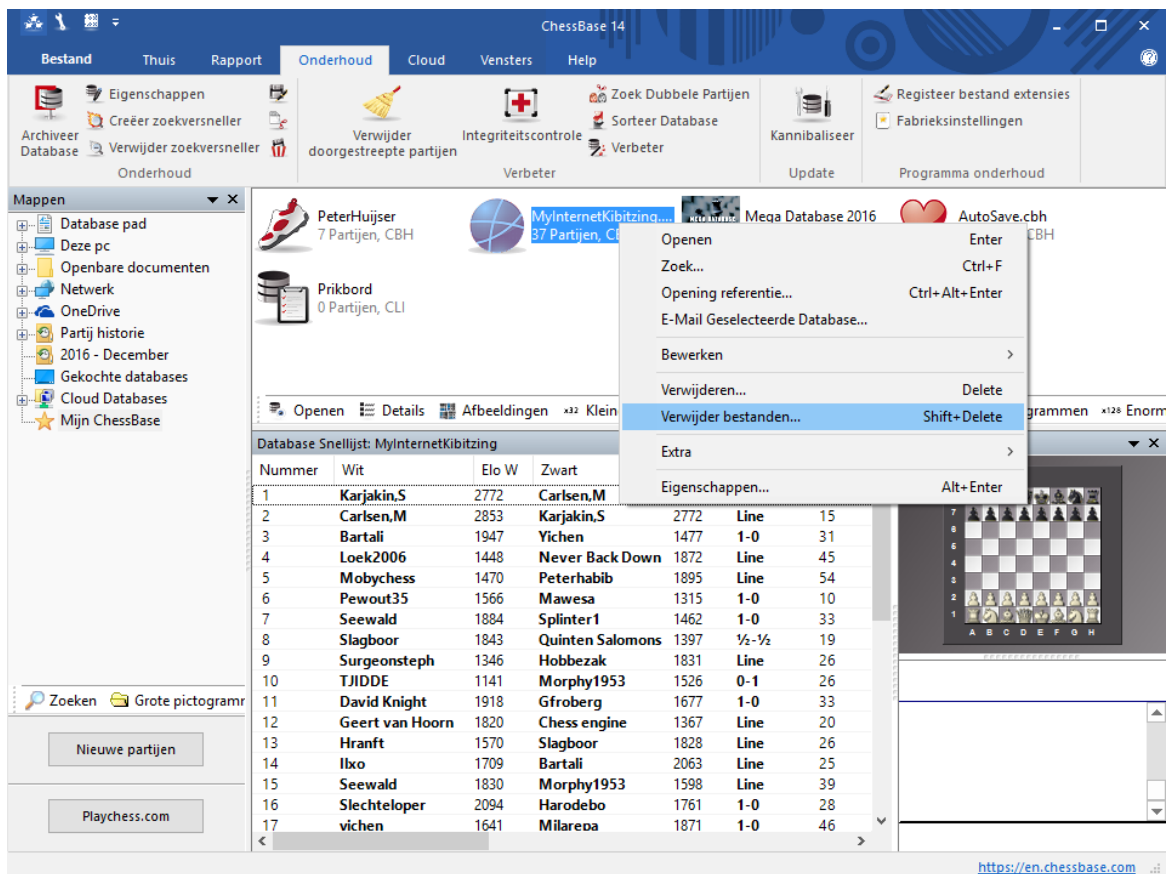 ChessBase 14
Bestand Thuis Rapport Onderhoud Cloud Vensters Help
Archiveer Database
Eigenschappen
Creëer zoekversneller
Verwijder zoekversneller
Onderhoud
Verwijder doorgestreepte partijen
Integriteitscontrole
Zoek Dubbele Partijen
Sorteer Database
Verbeter
Verbeter
Kannibaliseer
Update
Registeer bestand extensies
Fabrieksinstellingen
Programma onderhoud
Mappen
Database pad
Deze pc
Openbare documenten
Netwerk
OneDrive
Partij historie
2016 - December
Gekochte databases
Cloud Databases
Mijn ChessBase
Zoeken Grote pictogramr
Nieuwe partijen
Playchess.com
PeterHuijser
7 Partijen, CBH
MyInternetKibitzing....
37 Partijen, CB
Mega Database 2016
AutoSave.cbh
CBH
Prikbord
0 Partijen, CLI
Openen Enter
Zoek... Ctrl+F
Opening referentie... Ctrl+Alt+Enter
E-Mail Geselecteerde Database...
Bewerken
Verwijderen... Delete
Verwijder bestanden... Shift+Delete
Extra
Eigenschappen... Alt+Enter
Openen Details Afbeeldingen x32 Klein grammen x128 Enorm
Database Snellijst: MyInternetKibitzing
Nummer Wit Elo W Zwart
1 Karjakin,S 2772 Carlsen,M
2 Carlsen,M 2853 Karjakin,S 2772 Line 15
3 Bartali 1947 Yichen 1477 1-0 31
4 Loek2006 1448 Never Back Down 1872 Line 45
5 Mobychess 1470 Peterhabib 1895 Line 54
6 Pewout35 1566 Mawesa 1315 1-0 10
7 Seewald 1884 Splinter1 1462 1-0 33
8 Slagboor 1843 Quinten Salomons 1397 ½-½ 19
9 Surgeonsteph 1346 Hobbezak 1831 Line 26
10 TJIDDE 1141 Morphy1953 1526 0-1 26
11 David Knight 1918 Gfroberg 1677 1-0 33
12 Geert van Hoorn 1820 Chess engine 1367 Line 20
13 Hranft 1570 Slagboor 1828 Line 26
14 Ilxo 1709 Bartali 2063 Line 25
15 Seewald 1830 Morphy1953 1598 Line 39
16 Slechteloper 2094 Harodebo 1761 1-0 28
17 vichen 1641 Milarepa 1871 1-0 46
7
6
5
4
3
2
1
A B C D E F G H
https://en.chessbase.com